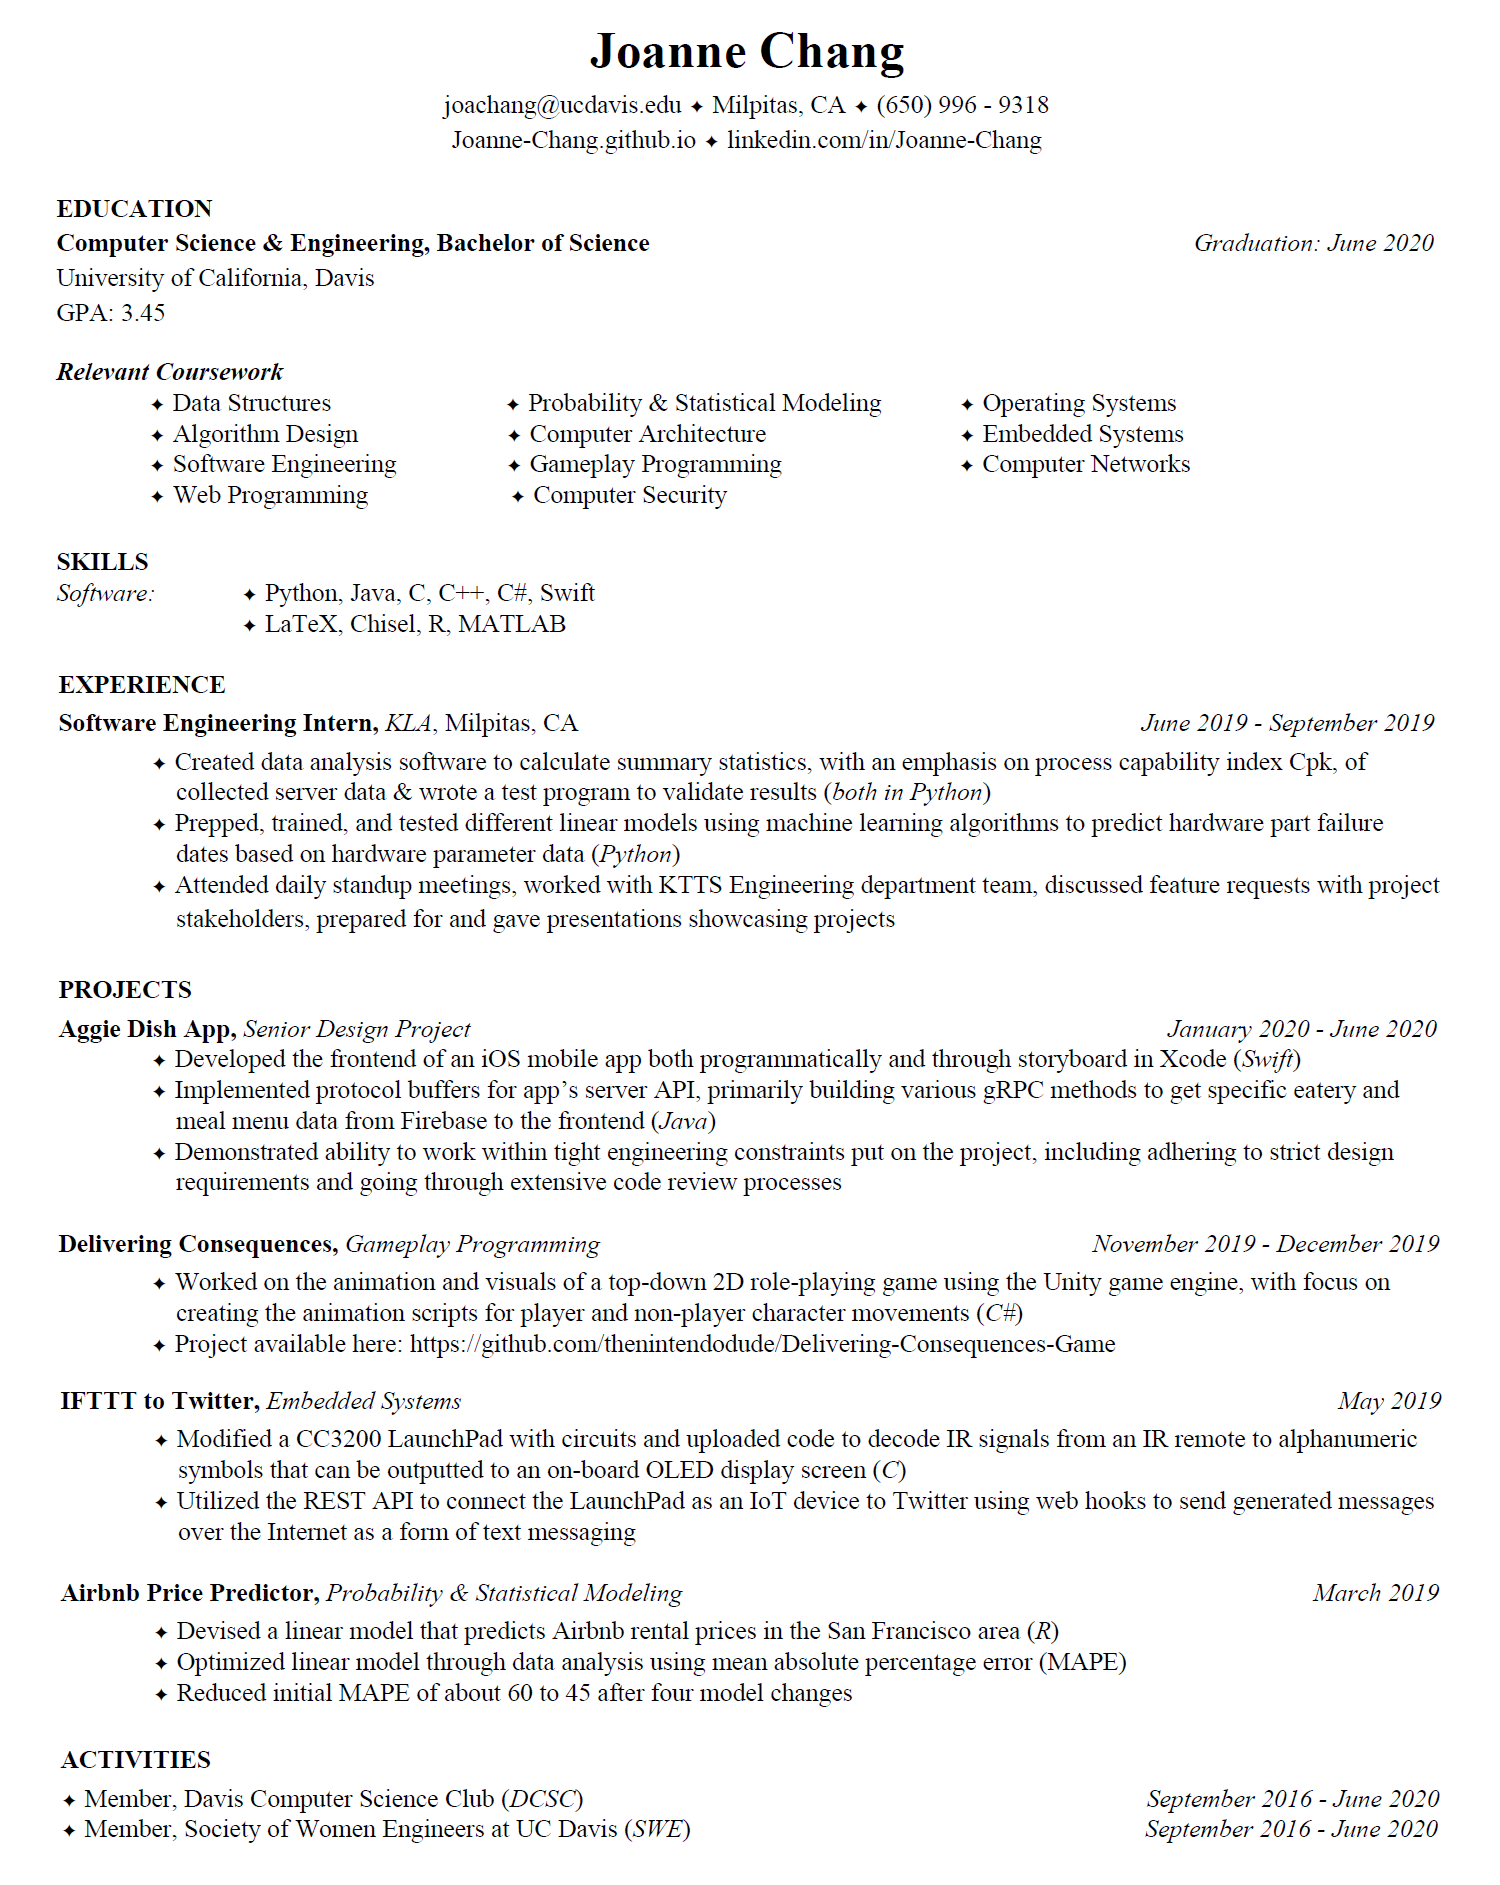 Joanne Chang
joachang@ucdavis.edu ✦ Milpitas, CA ✦ (650) 996 - 9318
Joanne-Chang.github.io ✦ linkedin.com/in/Joanne-Chang
EDUCATION
Computer Science & Engineering, Bachelor of Science Graduation: June 2020
University of California, Davis
GPA: 3.45
Relevant Coursework
✦ Data Structures ✦ Probability & Statistical Modeling ✦ Operating Systems
✦ Algorithm Design ✦ Computer Architecture ✦ Embedded Systems
✦ Software Engineering ✦ Gameplay Programming ✦ Computer Networks
✦ Web Programming ✦ Computer Security
SKILLS
Software: ✦ Python, Java, C, C++, C#, Swift
✦ LaTeX, Chisel, R, MATLAB
EXPERIENCE
Software Engineering Intern, KLA, Milpitas, CA June 2019 - September 2019
✦ Created data analysis software to calculate summary statistics, with an emphasis on process capability index Cpk, of
collected server data & wrote a test program to validate results (both in Python)
✦ Prepped, trained, and tested different linear models using machine learning algorithms to predict hardware part failure
dates based on hardware parameter data (Python)
✦ Attended daily standup meetings, worked with KTTS Engineering department team, discussed feature requests with project
stakeholders, prepared for and gave presentations showcasing projects
PROJECTS
Aggie Dish App, Senior Design Project January 2020 - June 2020
✦ Developed the frontend of an iOS mobile app both programmatically and through storyboard in Xcode (Swift)
✦ Implemented protocol buffers for app’s server API, primarily building various gRPC methods to get specific eatery and
meal menu data from Firebase to the frontend (Java)
✦ Demonstrated ability to work within tight engineering constraints put on the project, including adhering to strict design
requirements and going through extensive code review processes
Delivering Consequences, Gameplay Programming November 2019 - December 2019
✦ Worked on the animation and visuals of a top-down 2D role-playing game using the Unity game engine, with focus on
creating the animation scripts for player and non-player character movements (C#)
✦ Project available here: https://github.com/thenintendodude/Delivering-Consequences-Game
IFTTT to Twitter, Embedded Systems May 2019
✦ Modified a CC3200 LaunchPad with circuits and uploaded code to decode IR signals from an IR remote to alphanumeric
symbols that can be outputted to an on-board OLED display screen (C)
✦ Utilized the REST API to connect the LaunchPad as an IoT device to Twitter using web hooks to send generated messages
over the Internet as a form of text messaging
Airbnb Price Predictor, Probability & Statistical Modeling March 2019
✦ Devised a linear model that predicts Airbnb rental prices in the San Francisco area (R)
✦ Optimized linear model through data analysis using mean absolute percentage error (MAPE)
✦ Reduced initial MAPE of about 60 to 45 after four model changes
ACTIVITIES
✦ Member, Davis Computer Science Club (DCSC) September 2016 - June 2020
✦ Member, Society of Women Engineers at UC Davis (SWE) September 2016 - June 2020